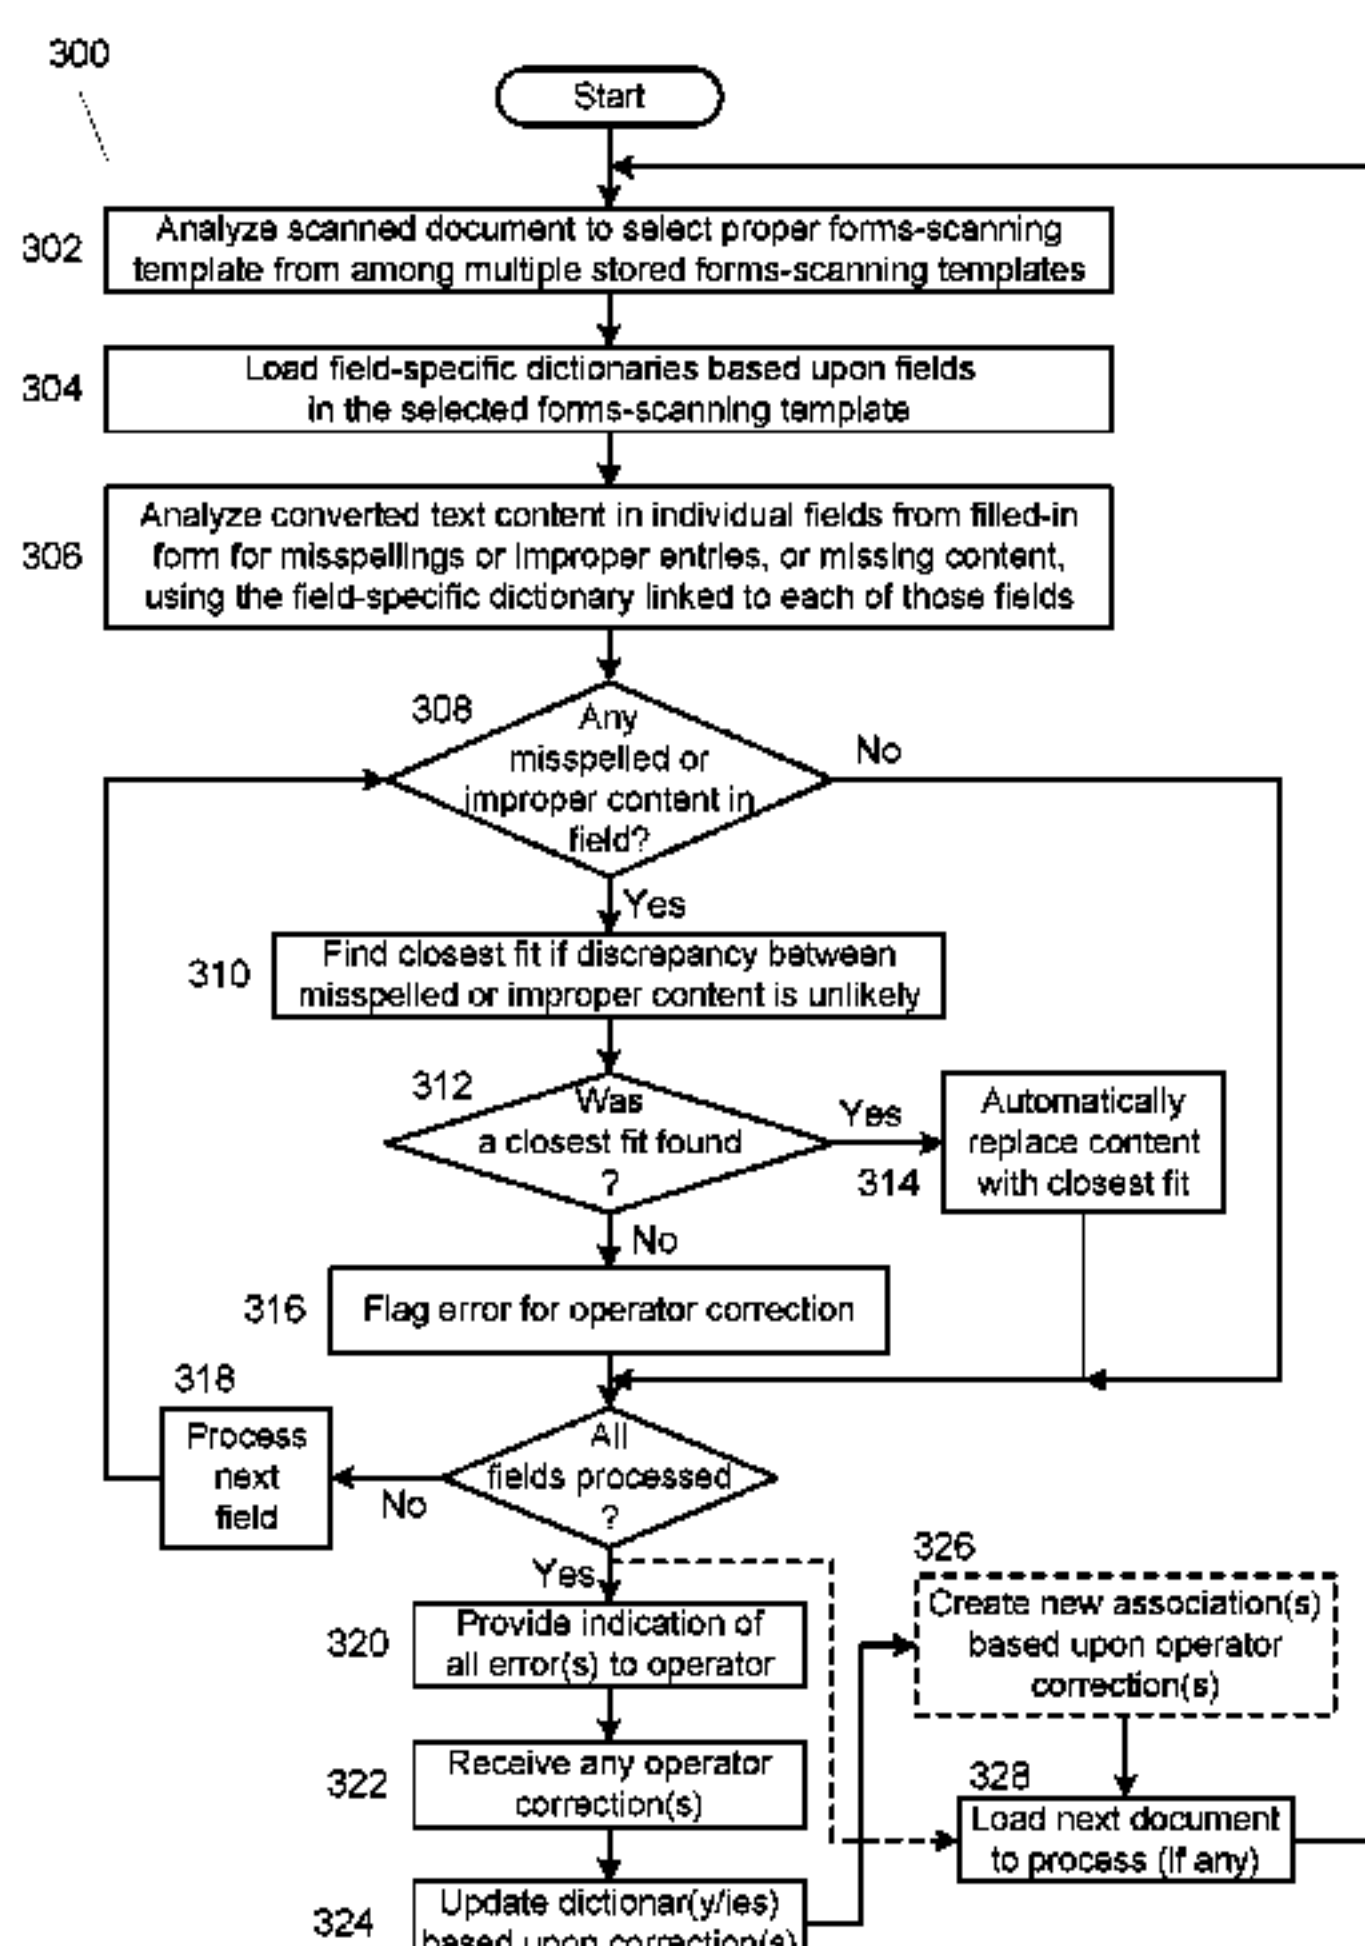 300
Start
302
Analyze scanned document to select proper forms-scanning
template from among multiple stored forms-scanning templates
304
Load field-specific dictionaries based upon fields
in the selected forms-scanning template
306
Analyze converted text content in individual fields from filled-in
form for misspellings or improper entries, or missing content,
using the field-specific dictionary linked to each of those fields
308
Any
misspelled or
improper content in
field?
No
Yes
310
Find closest fit if discrepancy between
misspelled or improper content is unlikely
312
Was
a closest fit found
?
Yes
314
Automatically
replace content
with closest fit
No
316
Flag error for operator correction
318
Process
next
field
All
fields processed
?
No
Yes
320
Provide indication of
all error(s) to operator
322
Receive any operator
correction(s)
324
Update dictionar(y/ies)
based upon correction(s)
326
Create new association(s)
based upon operator
correction(s)
328
Load next document
to process (if any)